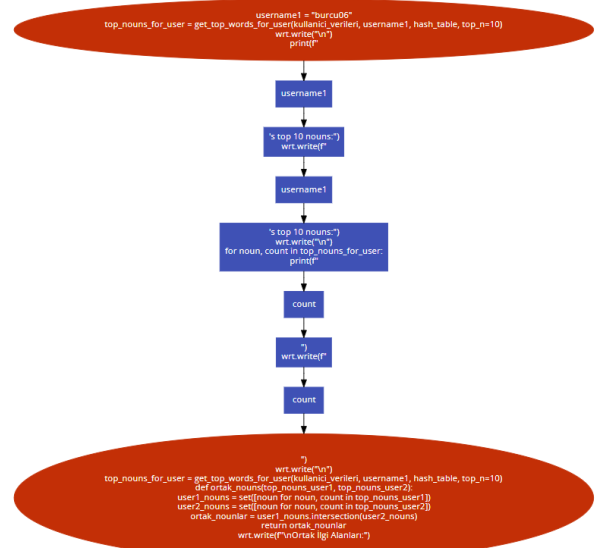 username1 = "burcu06"
top_nouns_for_user = get_top_words_for_user(kullanici_verileri, username1, hash_table, top_n=10)
wrt.write("\n")
print(f"
username1
's top 10 nouns:")
wrt.write(f"
username1
's top 10 nouns:")
wrt.write("\n")
for noun, count in top_nouns_for_user:
print(f"
count
")
wrt.write(f"
count
")
wrt.write("\n")
top_nouns_for_user = get_top_words_for_user(kullanici_verileri, username1, hash_table, top_n=10)
def ortak_nouns(top_nouns_user1, top_nouns_user2):
user1_nouns = set([noun for noun, count in top_nouns_user1])
user2_nouns = set([noun for noun, count in top_nouns_user2])
ortak_nounlar = user1_nouns.intersection(user2_nouns)
return ortak_nounlar
wrt.write(f"\nOrtak İlgi Alanları:")